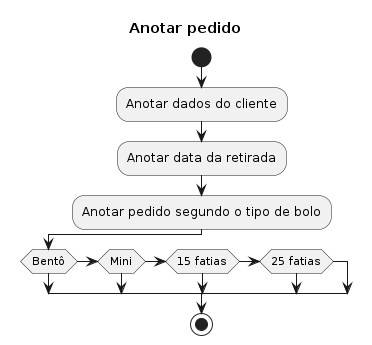 Anotar pedido
Anotar dados do cliente
Anotar data da retirada
Anotar pedido segundo o tipo de bolo
Bentô
Mini
15 fatias
25 fatias